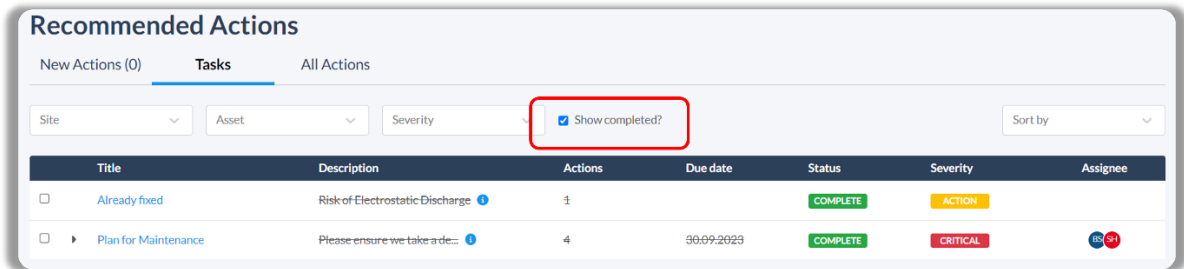 Recommended Actions
New Actions (0) Tasks All Actions
Site Asset Severity Show completed? Sort by
Title Description Actions Due date Status Severity Assignee
Already fixed Risk of Electrostatic Discharge 1 COMPLETE ACTION
Plan for Maintenance Please ensure we take a de... 4 30.09.2023 COMPLETE CRITICAL BS SH